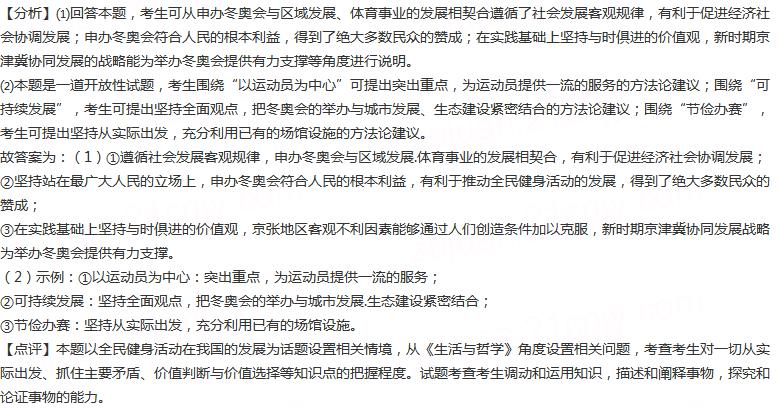 【分析】⑴回答本题，考生可从申办冬奥会与区域发展、体育事业的发展相契合遵循了社会发展客观规律，有利于促进经济社
会协调发展；申办冬奥会符合人民的根本利益，得到了绝大多数民众的赞成；在实践基础上坚持与时俱进的价值观，新时期京
津冀协同发展的战略能为举办冬奥会提供有力支撑等角度进行说明。
⑵本题是一道开放性试题，考生围绕“以运动员为中心”可提出突出重点，为运动员提供一流的服务的方法论建议；围绕“可
持续发展”，考生可提出坚持全面观点，把冬奥会的举办与城市发展、生态建设紧密结合的方法论建议；围绕“节俭办赛”，
考生可提出坚持从实际出发，充分利用已有的场馆设施的方法论建议。
故答案为：（1）①遵循社会发展客观规律，申办冬奥会与区域发展.体育事业的发展相契合，有利于促进经济社会协调发展；
②坚持站在最广大人民的立场上，申办冬奥会符合人民的根本利益，有利于推动全民健身活动的发展，得到了绝大多数民众的
赞成；
③在实践基础上坚持与时俱进的价值观，京张地区客观不利因素能够通过人们创造条件加以克服，新时期京津冀协同发展战略
为举办冬奥会提供有力支撑。
（2）示例：①以运动员为中心：突出重点，为运动员提供一流的服务；
②可持续发展：坚持全面观点，把冬奥会的举办与城市发展.生态建设紧密结合；
③节俭办赛：坚持从实际出发，充分利用已有的场馆设施。
【点评】本题以全民健身活动在我国的发展为话题设置相关情境，从《生活与哲学》角度设置相关问题，考查考生对一切从实
际出发、抓住主要矛盾、价值判断与价值选择等知识点的把握程度。试题考查考生调动和运用知识，描述和阐释事物，探究和
论证事物的能力。